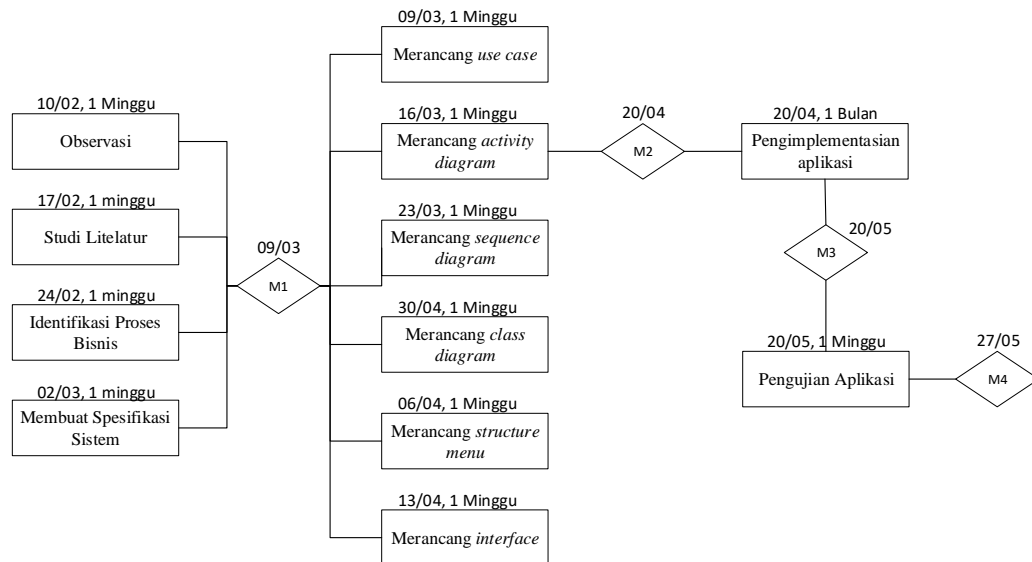 10/02, 1 Minggu
Observasi
17/02, 1 minggu
Studi Litelatur
24/02, 1 minggu
Identifikasi Proses
Bisnis
02/03, 1 minggu
Membuat Spesifikasi
Sistem
09/03
M1
09/03, 1 Minggu
Merancang use case
16/03, 1 Minggu
Merancang activity
diagram
23/03, 1 Minggu
Merancang sequence
diagram
30/04, 1 Minggu
Merancang class
diagram
06/04, 1 Minggu
Merancang structure
menu
13/04, 1 Minggu
Merancang interface
20/04
M2
20/04, 1 Bulan
Pengimplementasian
aplikasi
20/05
M3
20/05, 1 Minggu
Pengujian Aplikasi
27/05
M4